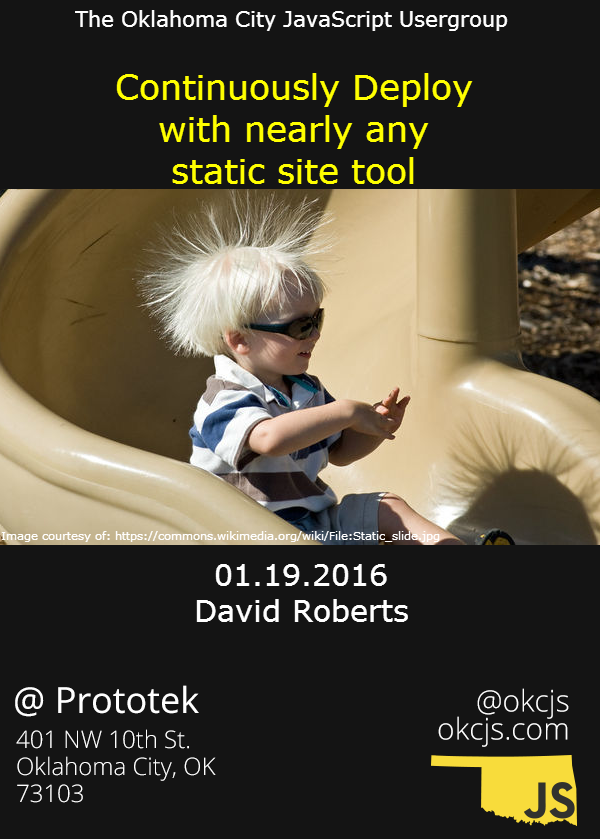 The Oklahoma City JavaScript Usergroup
Continuously Deploy
with nearly any
static site tool
Image courtesy of: https://commons.wikimedia.org/wiki/File:Static_slide.jpg
01.19.2016
David Roberts
@ Prototek
401 NW 10th St.
Oklahoma City, OK
73103
@okcjs
okcjs.com
JS